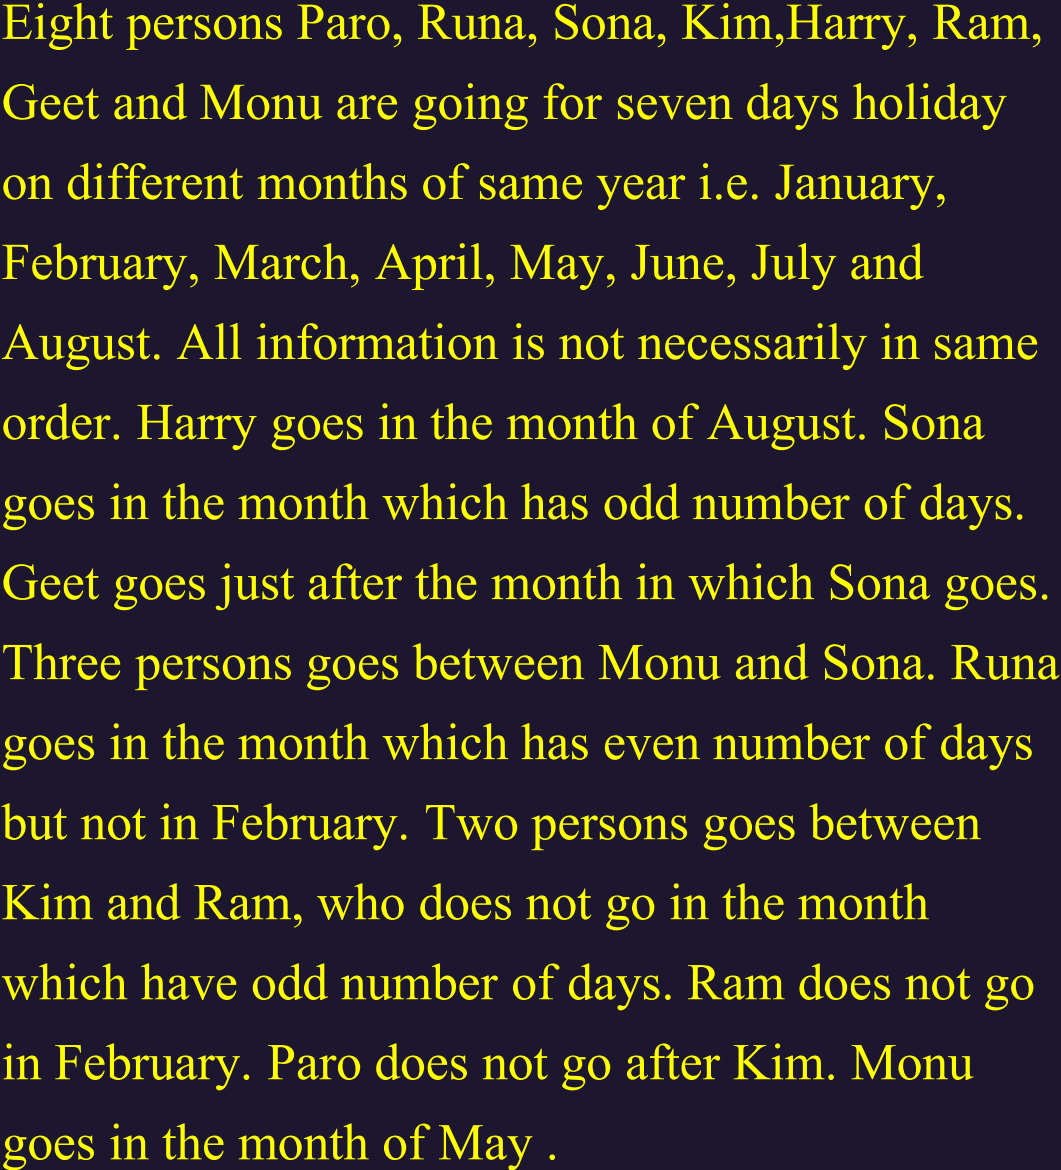 Eight persons Paro, Runa, Sona, Kim,Harry, Ram,
Geet and Monu are going for seven days holiday
on different months of same year i.e. January,
February, March, April, May, June, July and
August. All information is not necessarily in same
order. Harry goes in the month of August. Sona
goes in the month which has odd number of days.
Geet goes just after the month in which Sona goes.
Three persons goes between Monu and Sona. Runa
goes in the month which has even number of days
but not in February. Two persons goes between
Kim and Ram, who does not go in the month
which have odd number of days. Ram does not go
in February. Paro does not go after Kim. Monu
goes in the month of May .